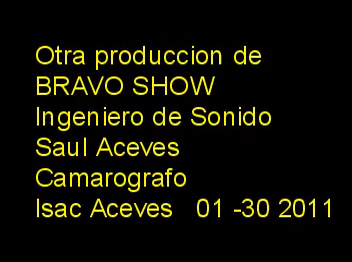 Otra produccion de
BRAVO SHOW
Ingeniero de Sonido
Saul Aceves
Camarografo
Isac Aceves   01 -30 2011